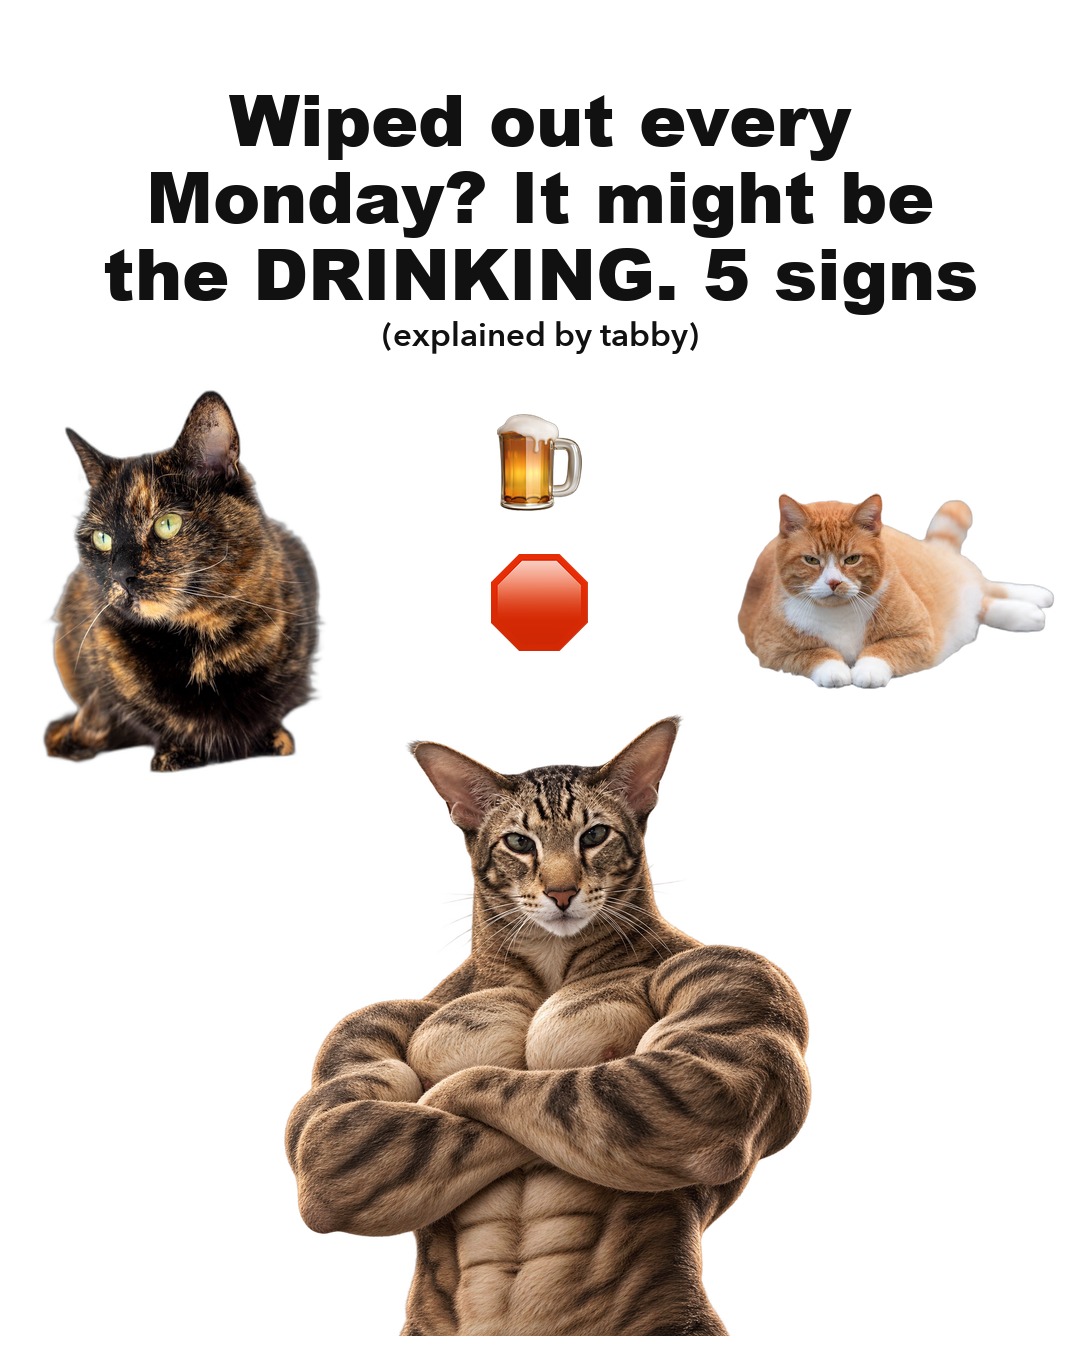 Wiped out every
Monday? It might be
the DRINKING. 5 signs
(explained by tabby)